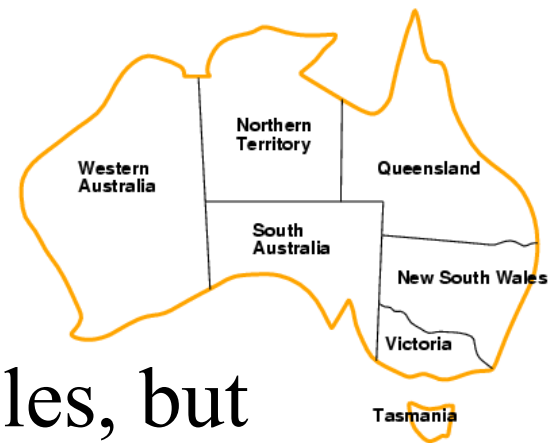 Northern
Territory
Western
Australia
Queensland
South
Australia
New South Wales
Victoria
les, but
Tasmania